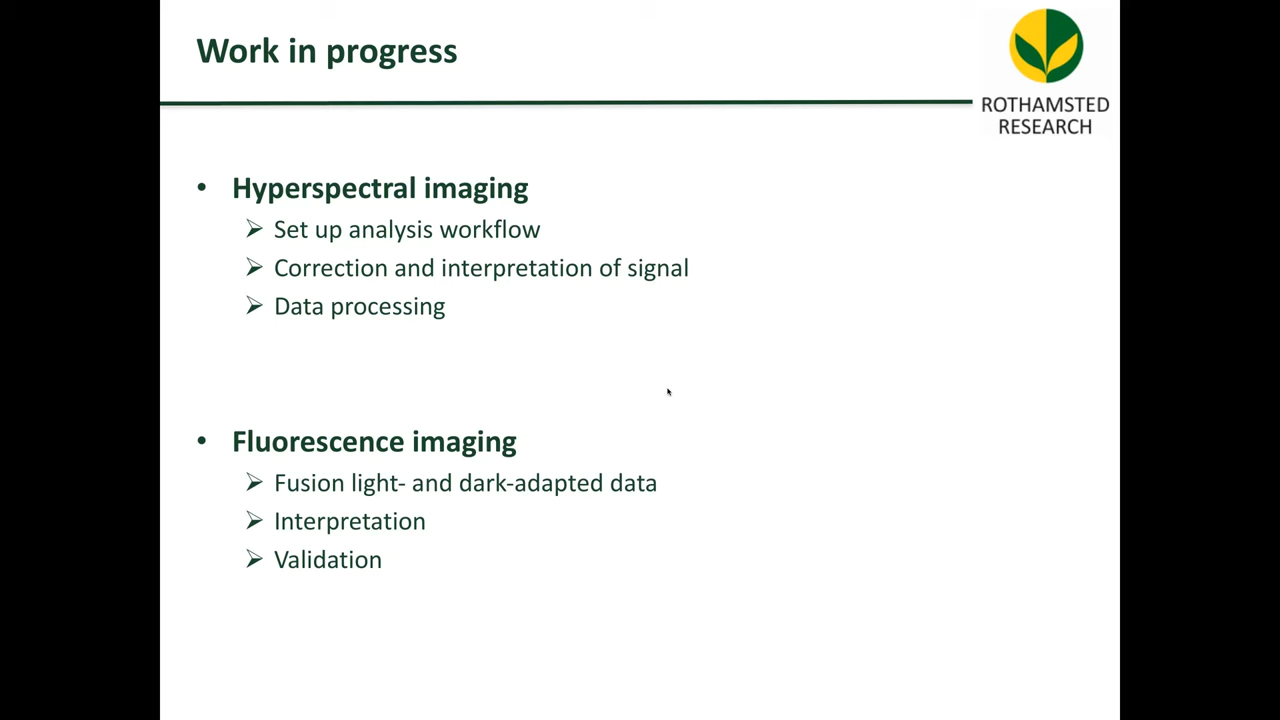 Work in progress
ROTHAMSTED
RESEARCH
• Hyperspectral imaging
➢ Set up analysis workflow
➢ Correction and interpretation of signal
➢ Data processing
• Fluorescence imaging
➢ Fusion light- and dark-adapted data
➢ Interpretation
➢ Validation